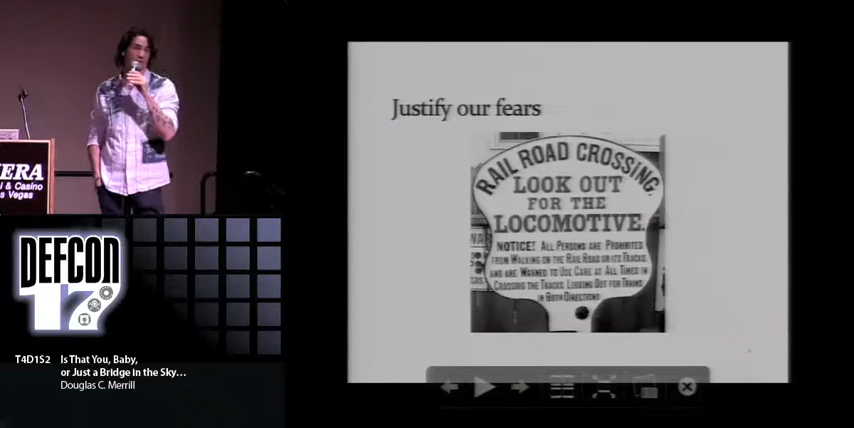 Justify our fears
RAIL ROAD CROSSING.
LOOK OUT
FOR THE
LOCOMOTIVE.
NOTICE! ALL PERSONS ARE PROHIBITED
FROM WALKING ON THE RAIL ROAD OR ITS TRACKS,
AND ARE WARNED TO USE CARE AT ALL TIMES IN
CROSSING THE TRACKS, LOOKING OUT FOR TRAINS
IN BOTH DIRECTIONS.
IERA
l & Casino
s Vegas
DEFCON
17
T4D1S2 Is That You, Baby,
or Just a Bridge in the Sky...
Douglas C. Merrill